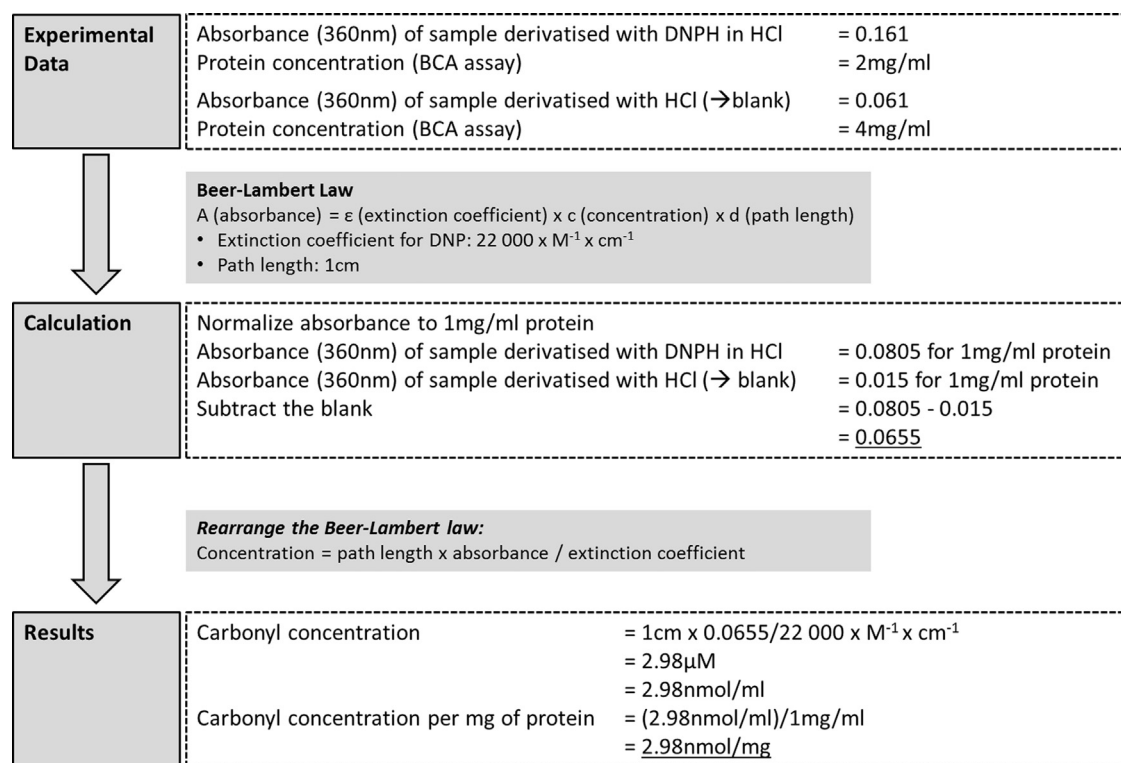 Experimental
Data
Absorbance (360nm) of sample derivatised with DNPH in HCl = 0.161
Protein concentration (BCA assay) = 2mg/ml
Absorbance (360nm) of sample derivatised with HCl (→blank) = 0.061
Protein concentration (BCA assay) = 4mg/ml
Beer-Lambert Law
A (absorbance) = ε (extinction coefficient) x c (concentration) x d (path length)
• Extinction coefficient for DNP: 22 000 x M⁻¹ x cm⁻¹
• Path length: 1cm
Calculation
Normalize absorbance to 1mg/ml protein
Absorbance (360nm) of sample derivatised with DNPH in HCl = 0.0805 for 1mg/ml protein
Absorbance (360nm) of sample derivatised with HCl (→ blank) = 0.015 for 1mg/ml protein
Subtract the blank = 0.0805 - 0.015
= 0.0655
Rearrange the Beer-Lambert law:
Concentration = path length x absorbance / extinction coefficient
Results
Carbonyl concentration = 1cm x 0.0655/22 000 x M⁻¹ x cm⁻¹
= 2.98µM
= 2.98nmol/ml
Carbonyl concentration per mg of protein = (2.98nmol/ml)/1mg/ml
= 2.98nmol/mg